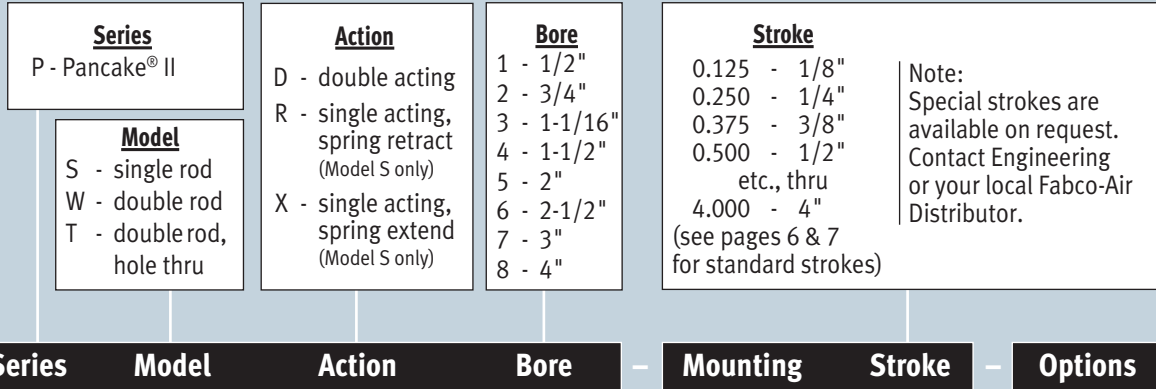 Series
P - Pancake® II
Model
S - single rod
W - double rod
T - double rod,
hole thru
Action
D - double acting
R - single acting,
spring retract
(Model S only)
X - single acting,
spring extend
(Model S only)
Bore
1 - 1/2"
2 - 3/4"
3 - 1-1/16"
4 - 1-1/2"
5 - 2"
6 - 2-1/2"
7 - 3"
8 - 4"
Stroke
0.125 - 1/8"
0.250 - 1/4"
0.375 - 3/8"
0.500 - 1/2"
etc., thru
4.000 - 4"
(see pages 6 & 7
for standard strokes)
Note:
Special strokes are
available on request.
Contact Engineering
or your local Fabco-Air
Distributor.
Series Model Action Bore – Mounting Stroke – Options